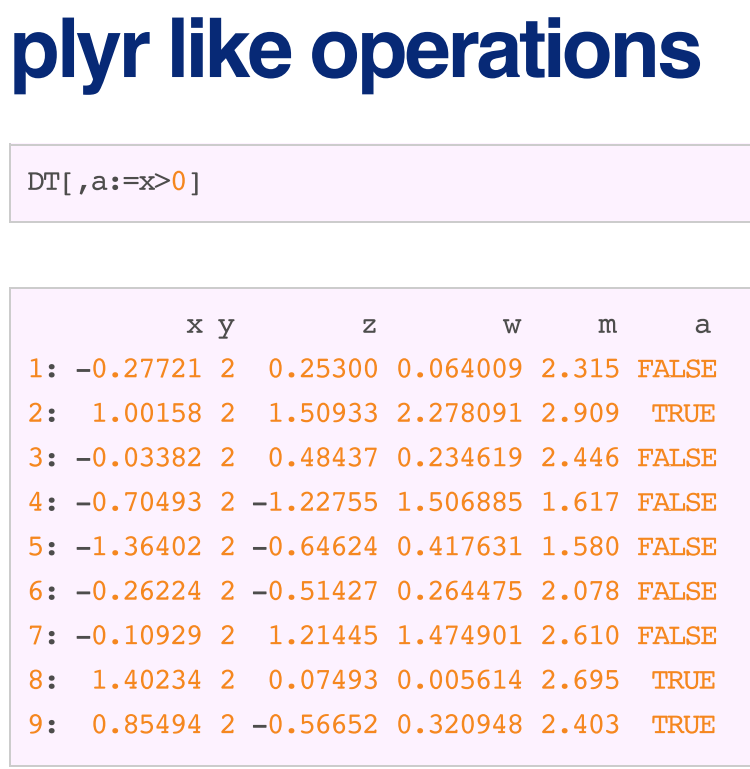 plyr like operations
DT[,a:=x>0]
x y z w m a
1: -0.27721 2 0.25300 0.064009 2.315 FALSE
2: 1.00158 2 1.50933 2.278091 2.909 TRUE
3: -0.03382 2 0.48437 0.234619 2.446 FALSE
4: -0.70493 2 -1.22755 1.506885 1.617 FALSE
5: -1.36402 2 -0.64624 0.417631 1.580 FALSE
6: -0.26224 2 -0.51427 0.264475 2.078 FALSE
7: -0.10929 2 1.21445 1.474901 2.610 FALSE
8: 1.40234 2 0.07493 0.005614 2.695 TRUE
9: 0.85494 2 -0.56652 0.320948 2.403 TRUE